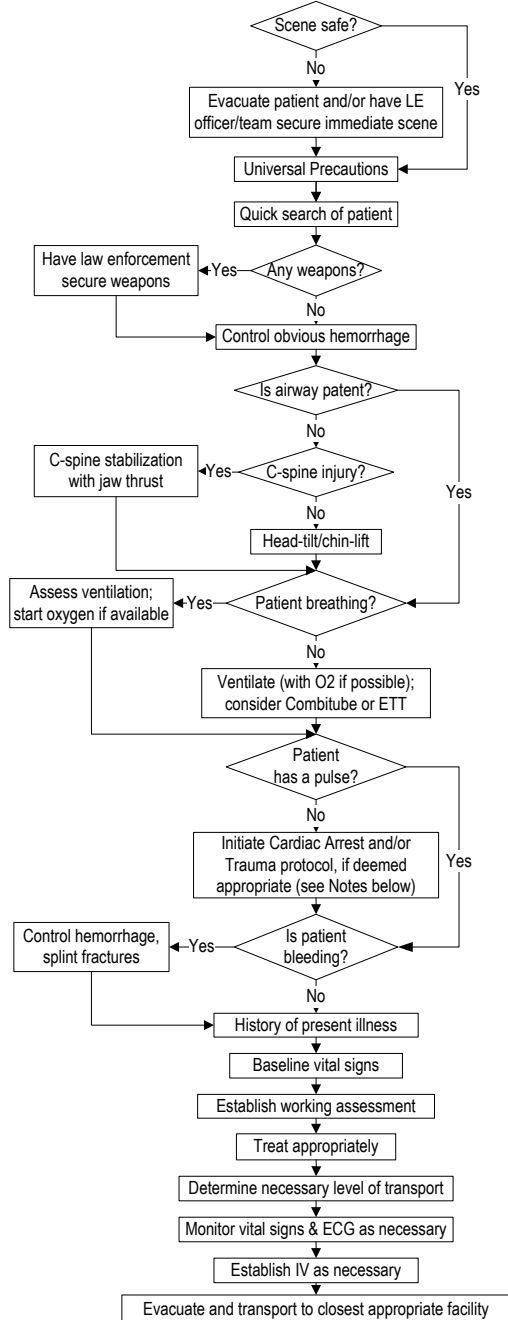 Scene safe?
No
Yes
Evacuate patient and/or have LE
officer/team secure immediate scene
Universal Precautions
Quick search of patient
Have law enforcement
secure weapons
Yes
Any weapons?
No
Control obvious hemorrhage
Is airway patent?
No
C-spine stabilization
with jaw thrust
Yes
C-spine injury?
Yes
No
Head-tilt/chin-lift
Assess ventilation;
start oxygen if available
Yes
Patient breathing?
No
Ventilate (with O2 if possible);
consider Combitube or ETT
Patient
has a pulse?
No
Initiate Cardiac Arrest and/or
Trauma protocol, if deemed
appropriate (see Notes below)
Yes
Control hemorrhage,
splint fractures
Yes
Is patient
bleeding?
No
History of present illness
Baseline vital signs
Establish working assessment
Treat appropriately
Determine necessary level of transport
Monitor vital signs & ECG as necessary
Establish IV as necessary
Evacuate and transport to closest appropriate facility